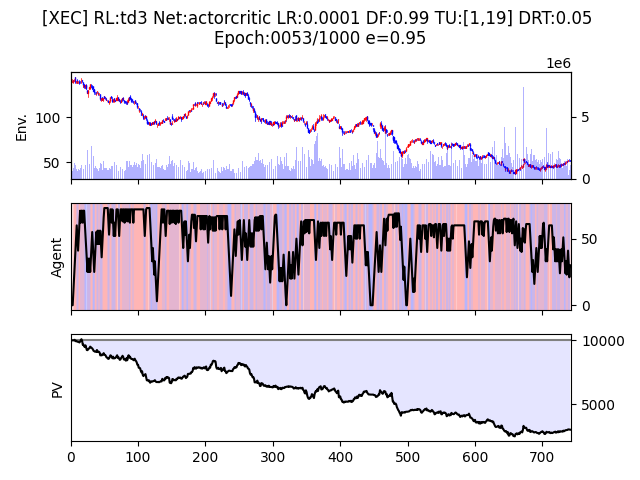 [XEC] RL:td3 Net:actorcritic LR:0.0001 DF:0.99 TU:[1,19] DRT:0.05
Epoch:0053/1000 e=0.95
1e6
Env.
100
50
5
0
Agent
50
0
PV
10000
5000
0 100 200 300 400 500 600 700